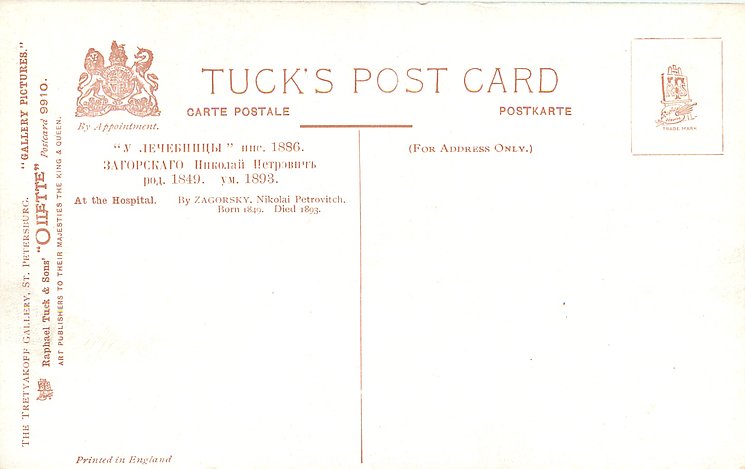 THE TRETYAKOFF GALLERY, ST. PETERSBURG. "GALLERY PICTURES."
Raphael Tuck & Sons' "OILETTE" Postcard 9910.
ART PUBLISHERS TO THEIR MAJESTIES THE KING & QUEEN.
By Appointment.
TUCK'S POST CARD
CARTE POSTALE
POSTKARTE
TRADE MARK
"У ЛЕЧЕБНИЦЫ" пис. 1886.
ЗАГОРСКАГО Николай Петровичъ
род. 1849. ум. 1893.
At the Hospital. By ZAGORSKY, Nikolai Petrovitch.
Born 1849. Died 1893.
(FOR ADDRESS ONLY.)
Printed in England